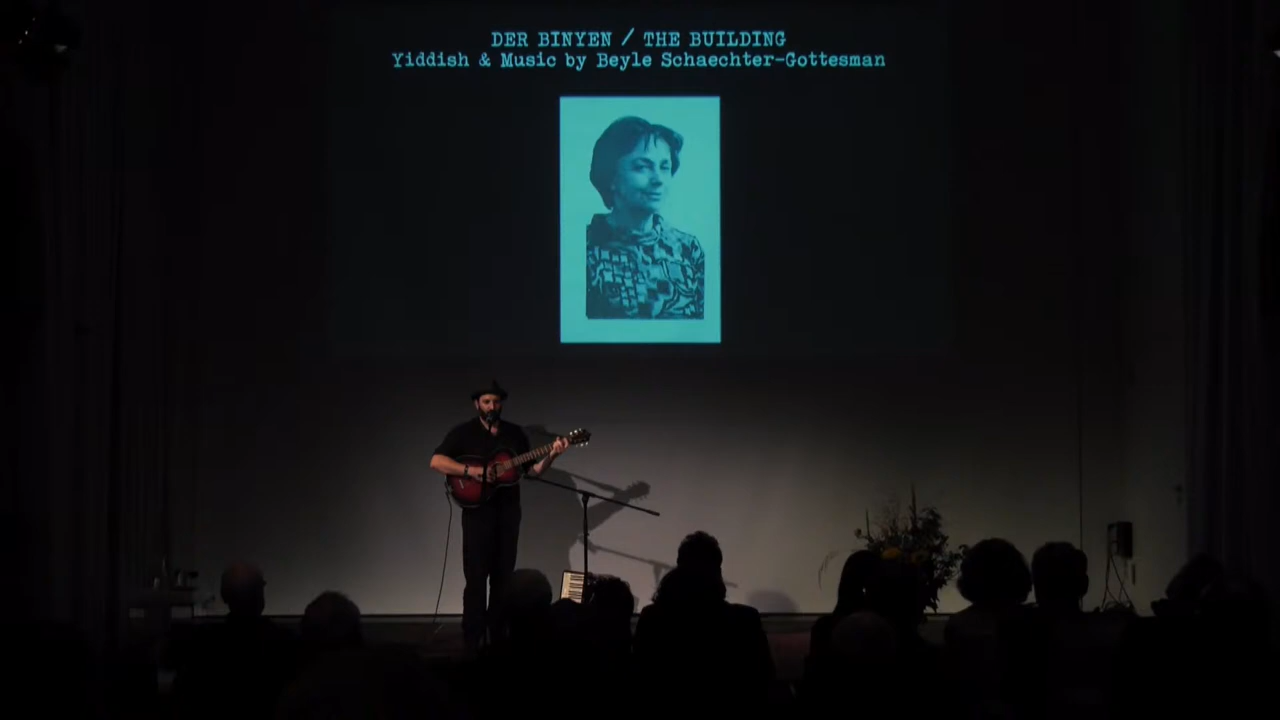 DER BINYEN / THE BUILDING
Yiddish & Music by Beyle Schaechter-Gottesman